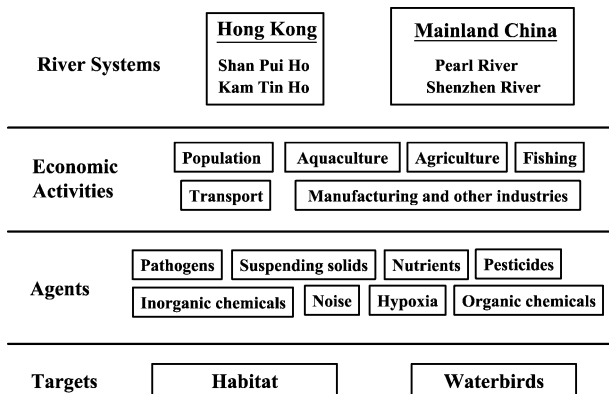 Hong Kong
Mainland China
River Systems
Shan Pui Ho
Kam Tin Ho
Pearl River
Shenzhen River
Economic
Activities
Population
Aquaculture
Agriculture
Fishing
Transport
Manufacturing and other industries
Agents
Pathogens
Suspending solids
Nutrients
Pesticides
Inorganic chemicals
Noise
Hypoxia
Organic chemicals
Targets
Habitat
Waterbirds